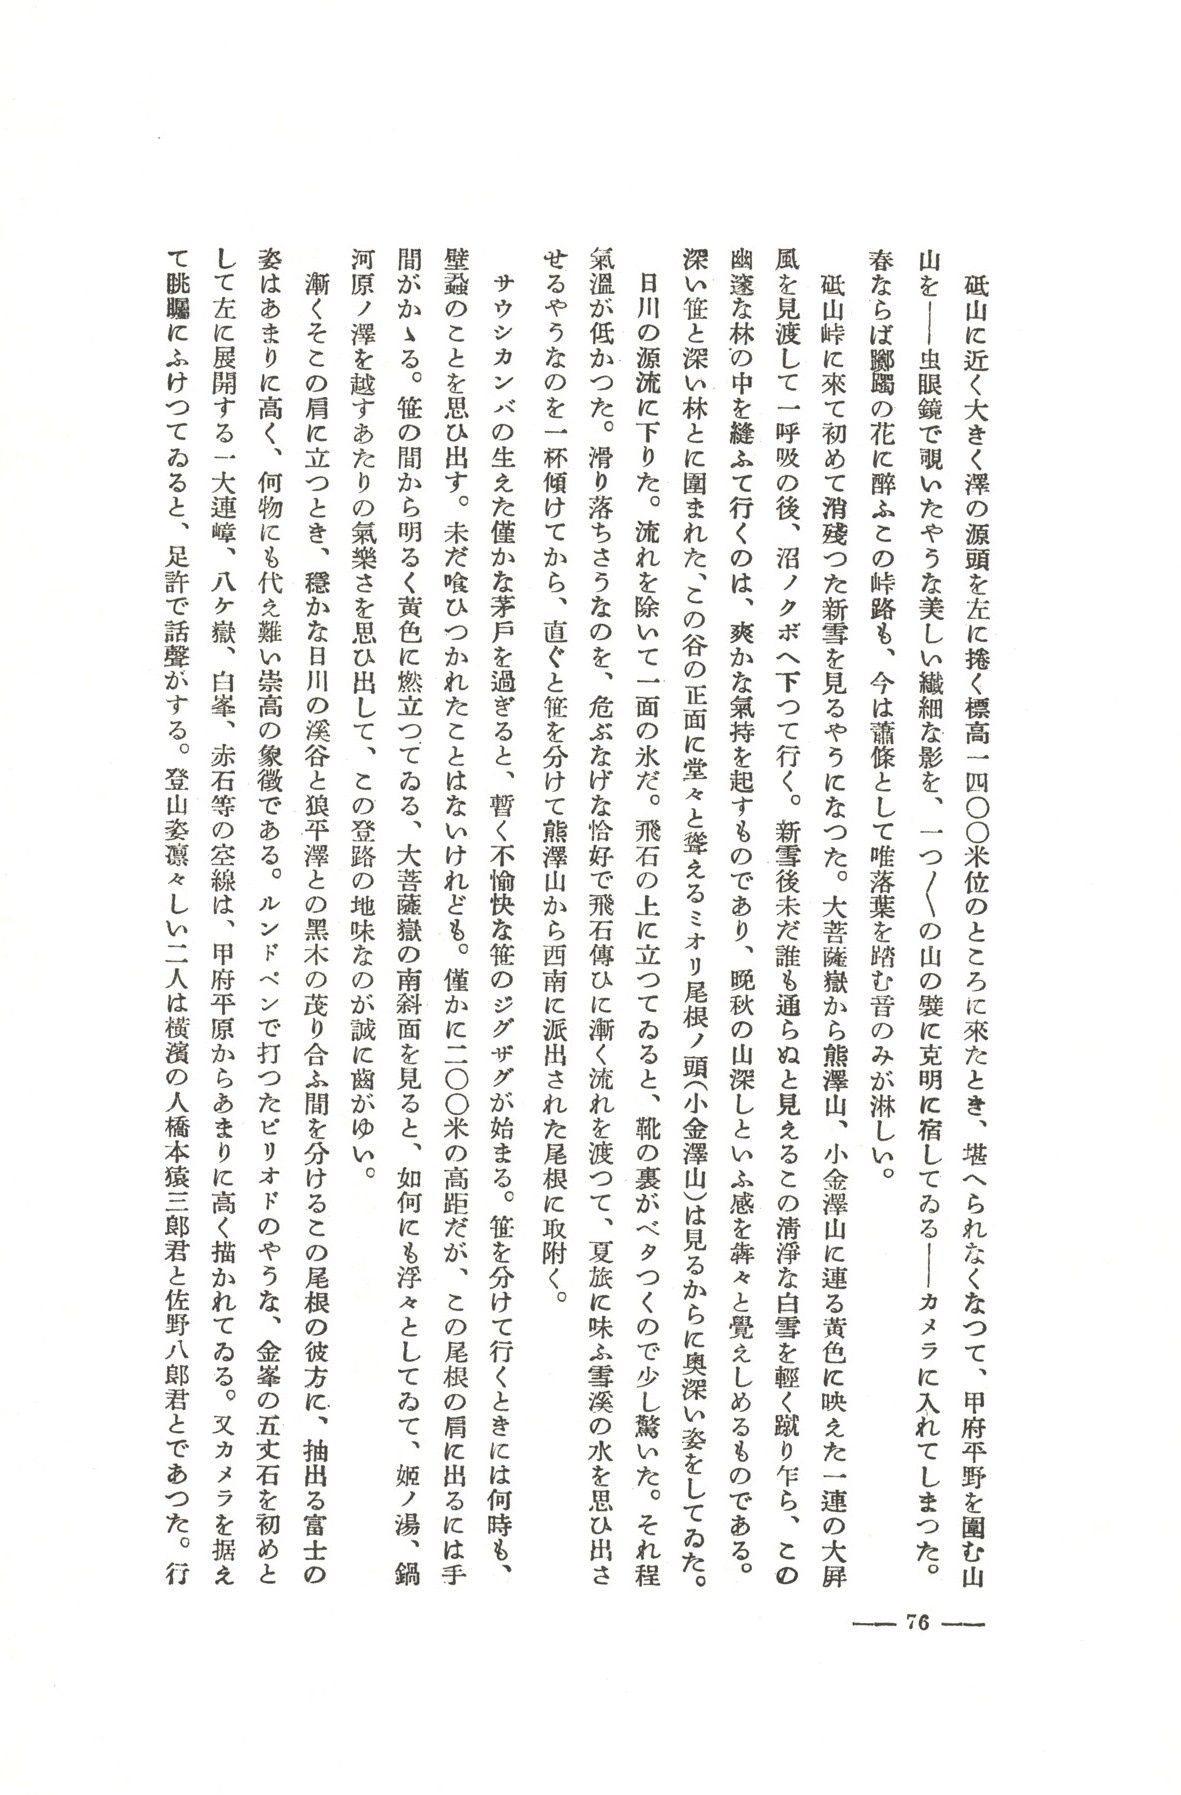 砥山に近く大きく澤の源頭を左に捲く標高一四〇〇米位のところに來たとき、堪へられなくなつて、甲府平野を圍む山
山を――虫眼鏡で覗いたやうな美しい纖細な影を、一つ〳〵の山の襞に克明に宿してゐる――カメラに入れてしまつた。
春ならば躑躅の花に醉ふこの峠路も、今は蕭條として唯落葉を踏む音のみが淋しい。
砥山峠に來て初めて消殘つた新雪を見るやうになつた。大菩薩嶽から熊澤山、小金澤山に連る黃色に映えた一連の大屛
風を見渡して一呼吸の後、沼ノクボへ下つて行く。新雪後未だ誰も通らぬと見えるこの淸淨な白雪を輕く蹴り乍ら、この
幽邃な林の中を縫ふて行くのは、爽かな氣持を起すものであり、晚秋の山深しといふ感を犇々と覺えしめるものである。
深い笹と深い林とに圍まれた、この谷の正面に堂々と聳えるミオリ尾根ノ頭(小金澤山)は見るからに奧深い姿をしてゐた。
日川の源流に下りた。流れを除いて一面の氷だ。飛石の上に立つてゐると、靴の裏がベタつくので少し驚いた。それ程
氣溫が低かつた。滑り落ちさうなのを、危ぶなげな恰好で飛石傳ひに漸く流れを渡つて、夏旅に味ふ雪溪の水を思ひ出さ
せるやうなのを一杯傾けてから、直ぐと笹を分けて熊澤山から西南に派出された尾根に取附く。
サウシカンバの生えた僅かな茅戶を過ぎると、暫く不愉快な笹のジグザグが始まる。笹を分けて行くときには何時も、
壁蝨のことを思ひ出す。未だ喰ひつかれたことはないけれども。僅かに二〇〇米の高距だが、この尾根の肩に出るには手
間がかゝる。笹の間から明るく黃色に燃立つてゐる、大菩薩嶽の南斜面を見ると、如何にも浮々としてゐて、姬ノ湯、鍋
河原ノ澤を越すあたりの氣樂さを思ひ出して、この登路の地味なのが誠に齒がゆい。
漸くそこの肩に立つとき、穩かな日川の溪谷と狼平澤との黑木の茂り合ふ間を分けるこの尾根の彼方に、抽出る富士の
姿はあまりに高く、何物にも代え難い崇高の象徵である。ルンドペンで打つたピリオドのやうな、金峯の五丈石を初めと
して左に展開する一大連嶂、八ケ嶽、白峯、赤石等の空線は、甲府平原からあまりに高く描かれてゐる。又カメラを据え
て眺矚にふけつてゐると、足許で話聲がする。登山姿凛々しい二人は橫濱の人橋本猿三郎君と佐野八郎君とであつた。行
―― 76 ――